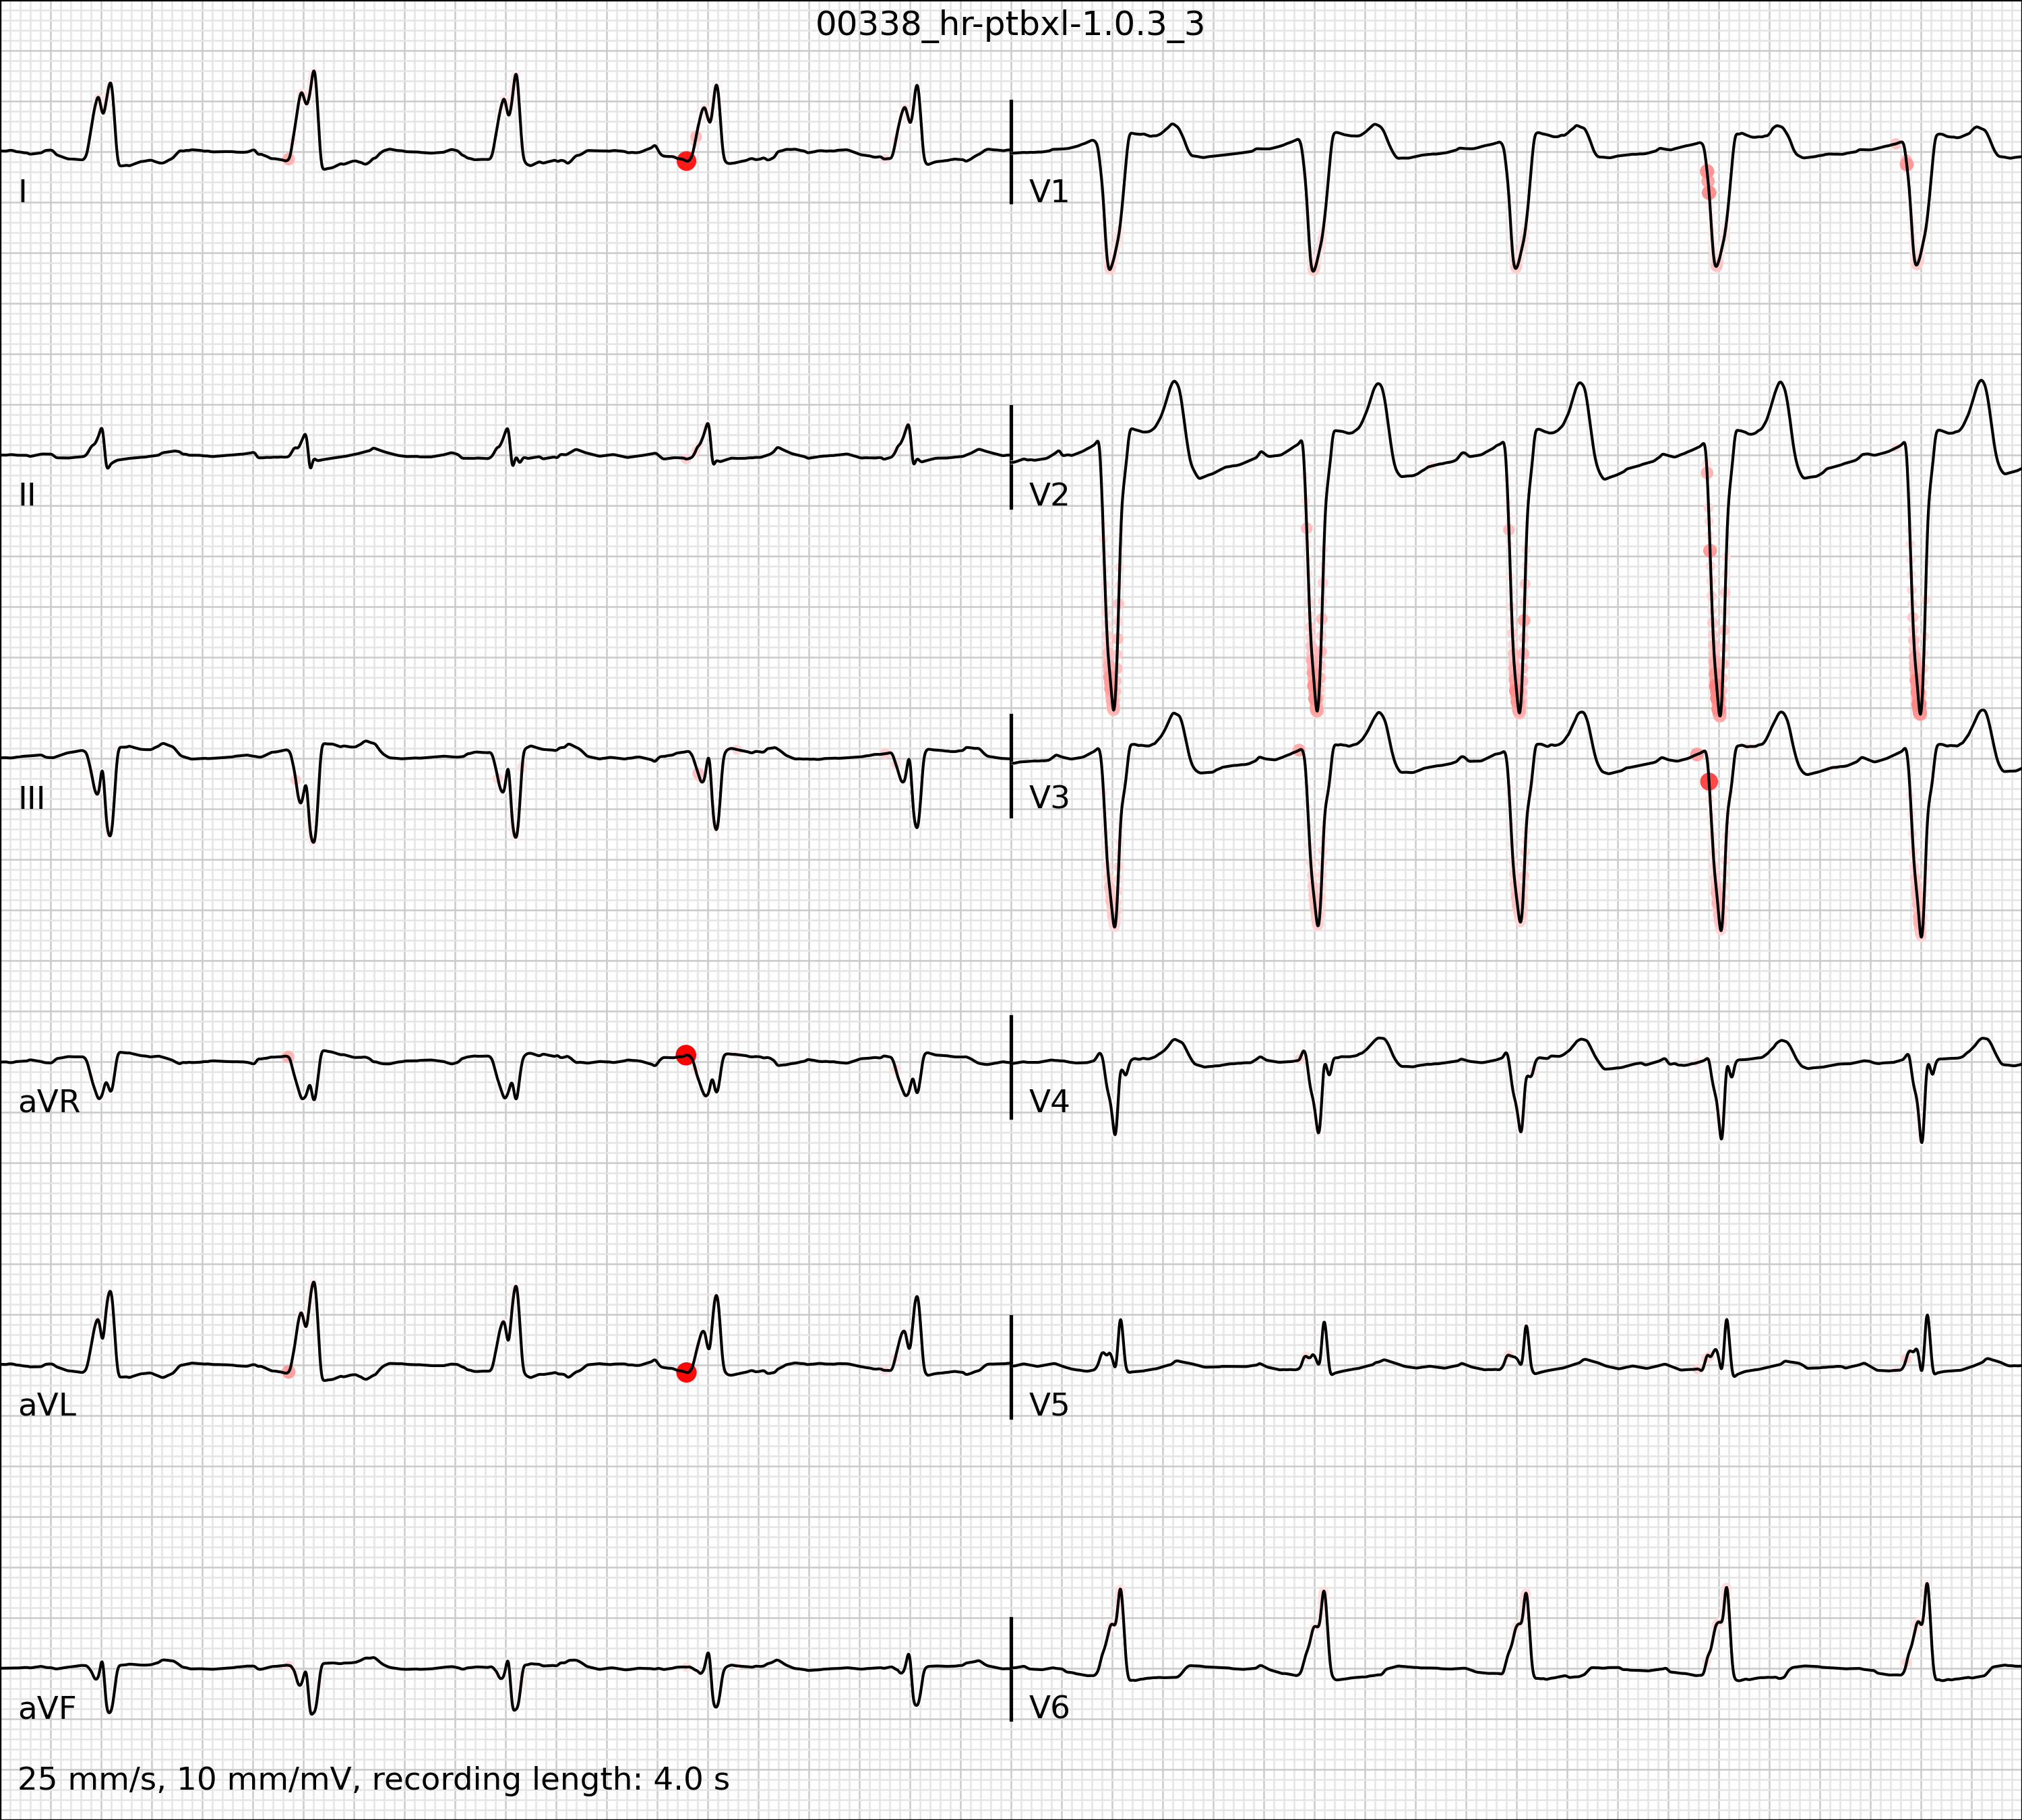 00338_hr-ptbxl-1.0.3_3
I
V1
II
V2
III
V3
aVR
V4
aVL
V5
aVF
V6
25 mm/s, 10 mm/mV, recording length: 4.0 s